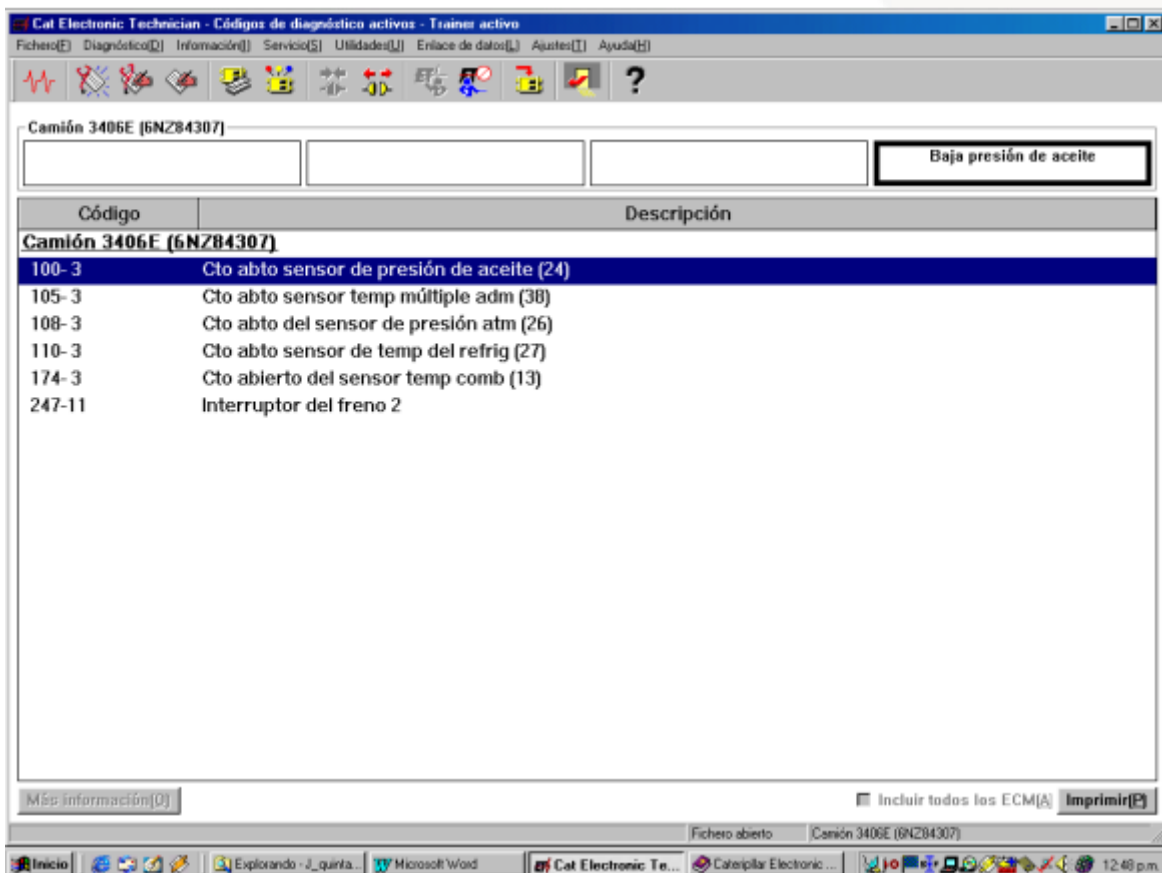 Cat Electronic Technician - Códigos de diagnóstico activos - Trainer activo
Fichero(F) Diagnóstico(D) Información(I) Servicio(S) Utilidades(U) Enlace de datos(L) Ajustes(T) Ayuda(H)
Camión 3406E (6NZ84307)
Baja presión de aceite
Código Descripción
Camión 3406E (6NZ84307)
100- 3 Cto abto sensor de presión de aceite (24)
105- 3 Cto abto sensor temp múltiple adm (38)
108- 3 Cto abto del sensor de presión atm (26)
110- 3 Cto abto sensor de temp del refrig (27)
174- 3 Cto abierto del sensor temp comb (13)
247-11 Interruptor del freno 2
Más información(O) Incluir todos los ECM(A) Imprimir(P)
Fichero abierto Camión 3406E (6NZ84307)
Inicio Explorando - J_quinta... Microsoft Word Cat Electronic Te... Caterpillar Electronic ... 12:48 p.m.